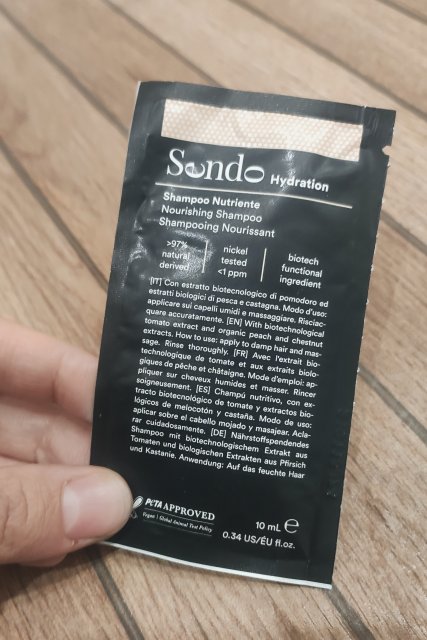 Sendo Hydration
Shampoo Nutriente
Nourishing Shampoo
Shampooing Nourissant
>97% natural derived
nickel tested <1 ppm
biotech functional ingredient
[IT] Con estratto biotecnologico di pomodoro ed
estratti biologici di pesca e castagna. Modo d'uso:
applicare sui capelli umidi e massaggiare. Risciac-
quare accuratamente. [EN] With biotechnological
tomato extract and organic peach and chestnut
extracts. How to use: apply to damp hair and mas-
sage. Rinse thoroughly. [FR] Avec l'extrait bio-
technologique de tomate et aux extraits biolo-
giques de pêche et châtaigne. Mode d'emploi: ap-
pliquer sur cheveux humides et masser. Rincer
soigneusement. [ES] Champú nutritivo, con ex-
tracto biotecnológico de tomate y extractos bio-
lógicos de melocotón y castaña. Modo de uso:
aplicar sobre el cabello mojado y masajear. Acla-
rar cuidadosamente. [DE] Nährstoffspendendes
Shampoo mit biotechnologischem Extrakt aus
Tomaten und biologischen Extrakten aus Pfirsich
und Kastanie. Anwendung: Auf das feuchte Haar
PETA APPROVED
Vegan | Global Animal Test Policy
10 mL ℮
0.34 US/EU fl.oz.